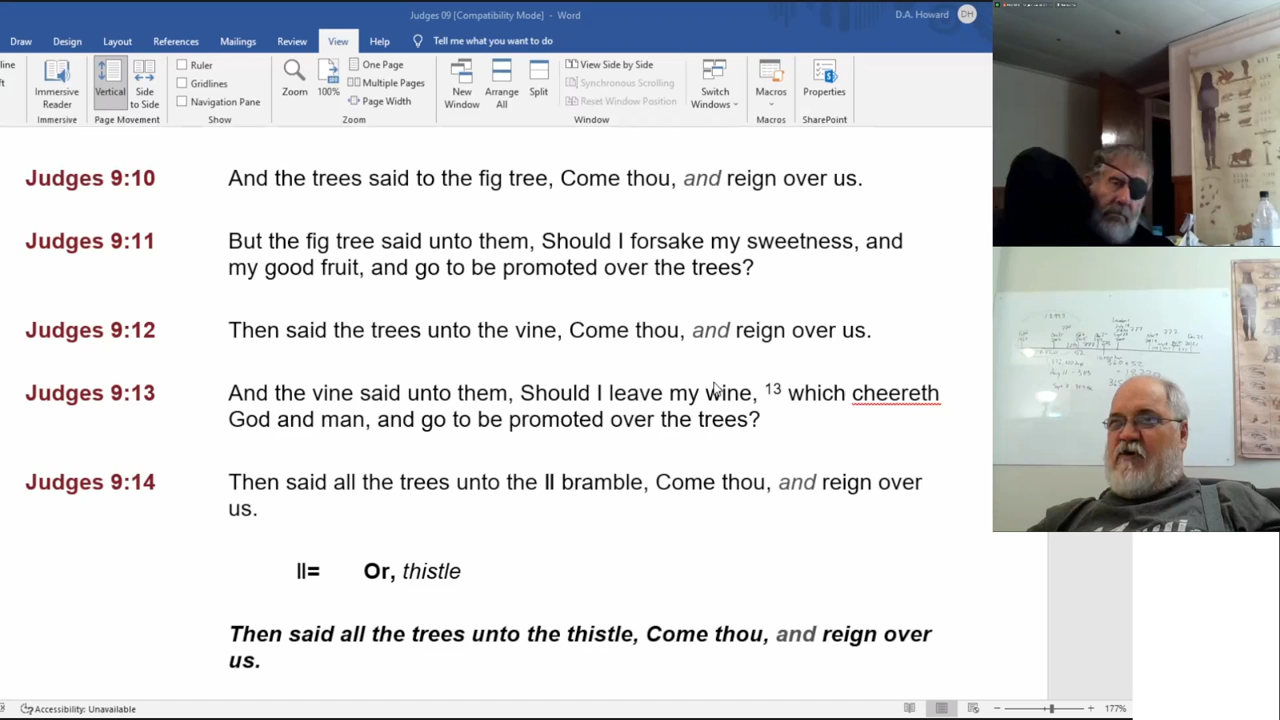 Judges 09 [Compatibility Mode] - Word
D.A. Howard
DH
Draw Design Layout References Mailings Review View Help Tell me what you want to do
Immersive Reader
Immersive
Vertical
Side to Side
Page Movement
Ruler
Gridlines
Navigation Pane
Show
Zoom
100%
One Page
Multiple Pages
Page Width
Zoom
New Window
Arrange All
Split
View Side by Side
Synchronous Scrolling
Reset Window Position
Window
Switch Windows
Macros
Macros
Properties
SharePoint
Judges 9:10 And the trees said to the fig tree, Come thou, and reign over us.
Judges 9:11 But the fig tree said unto them, Should I forsake my sweetness, and
my good fruit, and go to be promoted over the trees?
Judges 9:12 Then said the trees unto the vine, Come thou, and reign over us.
Judges 9:13 And the vine said unto them, Should I leave my wine, 13 which cheereth
God and man, and go to be promoted over the trees?
Judges 9:14 Then said all the trees unto the ll bramble, Come thou, and reign over
us.
ll= Or, thistle
Then said all the trees unto the thistle, Come thou, and reign over
us.
Accessibility: Unavailable
177%